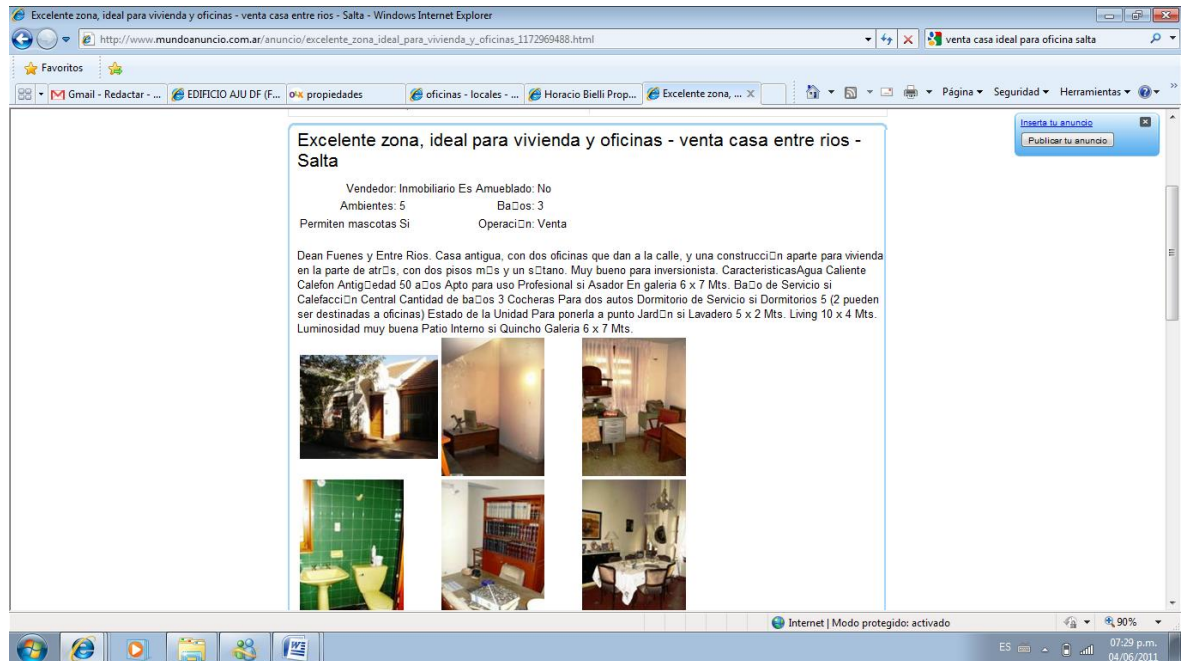 Excelente zona, ideal para vivienda y oficinas - venta casa entre rios - Salta - Windows Internet Explorer
http://www.mundoanuncio.com.ar/anuncio/excelente_zona_ideal_para_vivienda_y_oficinas_1172969488.html
venta casa ideal para oficina salta
Favoritos
Gmail - Redactar - ...
EDIFICIO AJU DF (F...
OLX propiedades
oficinas - locales - ...
Horacio Bielli Prop...
Excelente zona, ... X
Página Seguridad Herramientas
Inserta tu anuncio
Publicar tu anuncio
Excelente zona, ideal para vivienda y oficinas - venta casa entre rios -
Salta
Vendedor: Inmobiliario Es Amueblado: No
Ambientes: 5 Ba□os: 3
Permiten mascotas Si Operaci□n: Venta
Dean Fuenes y Entre Rios. Casa antigua, con dos oficinas que dan a la calle, y una construcci□n aparte para vivienda
en la parte de atr□s, con dos pisos m□s y un s□tano. Muy bueno para inversionista. CaracteristicasAgua Caliente
Calefon Antig□edad 50 a□os Apto para uso Profesional si Asador En galeria 6 x 7 Mts. Ba□o de Servicio si
Calefacci□n Central Cantidad de ba□os 3 Cocheras Para dos autos Dormitorio de Servicio si Dormitorios 5 (2 pueden
ser destinadas a oficinas) Estado de la Unidad Para ponerla a punto Jard□n si Lavadero 5 x 2 Mts. Living 10 x 4 Mts.
Luminosidad muy buena Patio Interno si Quincho Galeria 6 x 7 Mts.
Internet | Modo protegido: activado
90%
ES
07:29 p.m.
04/06/2011